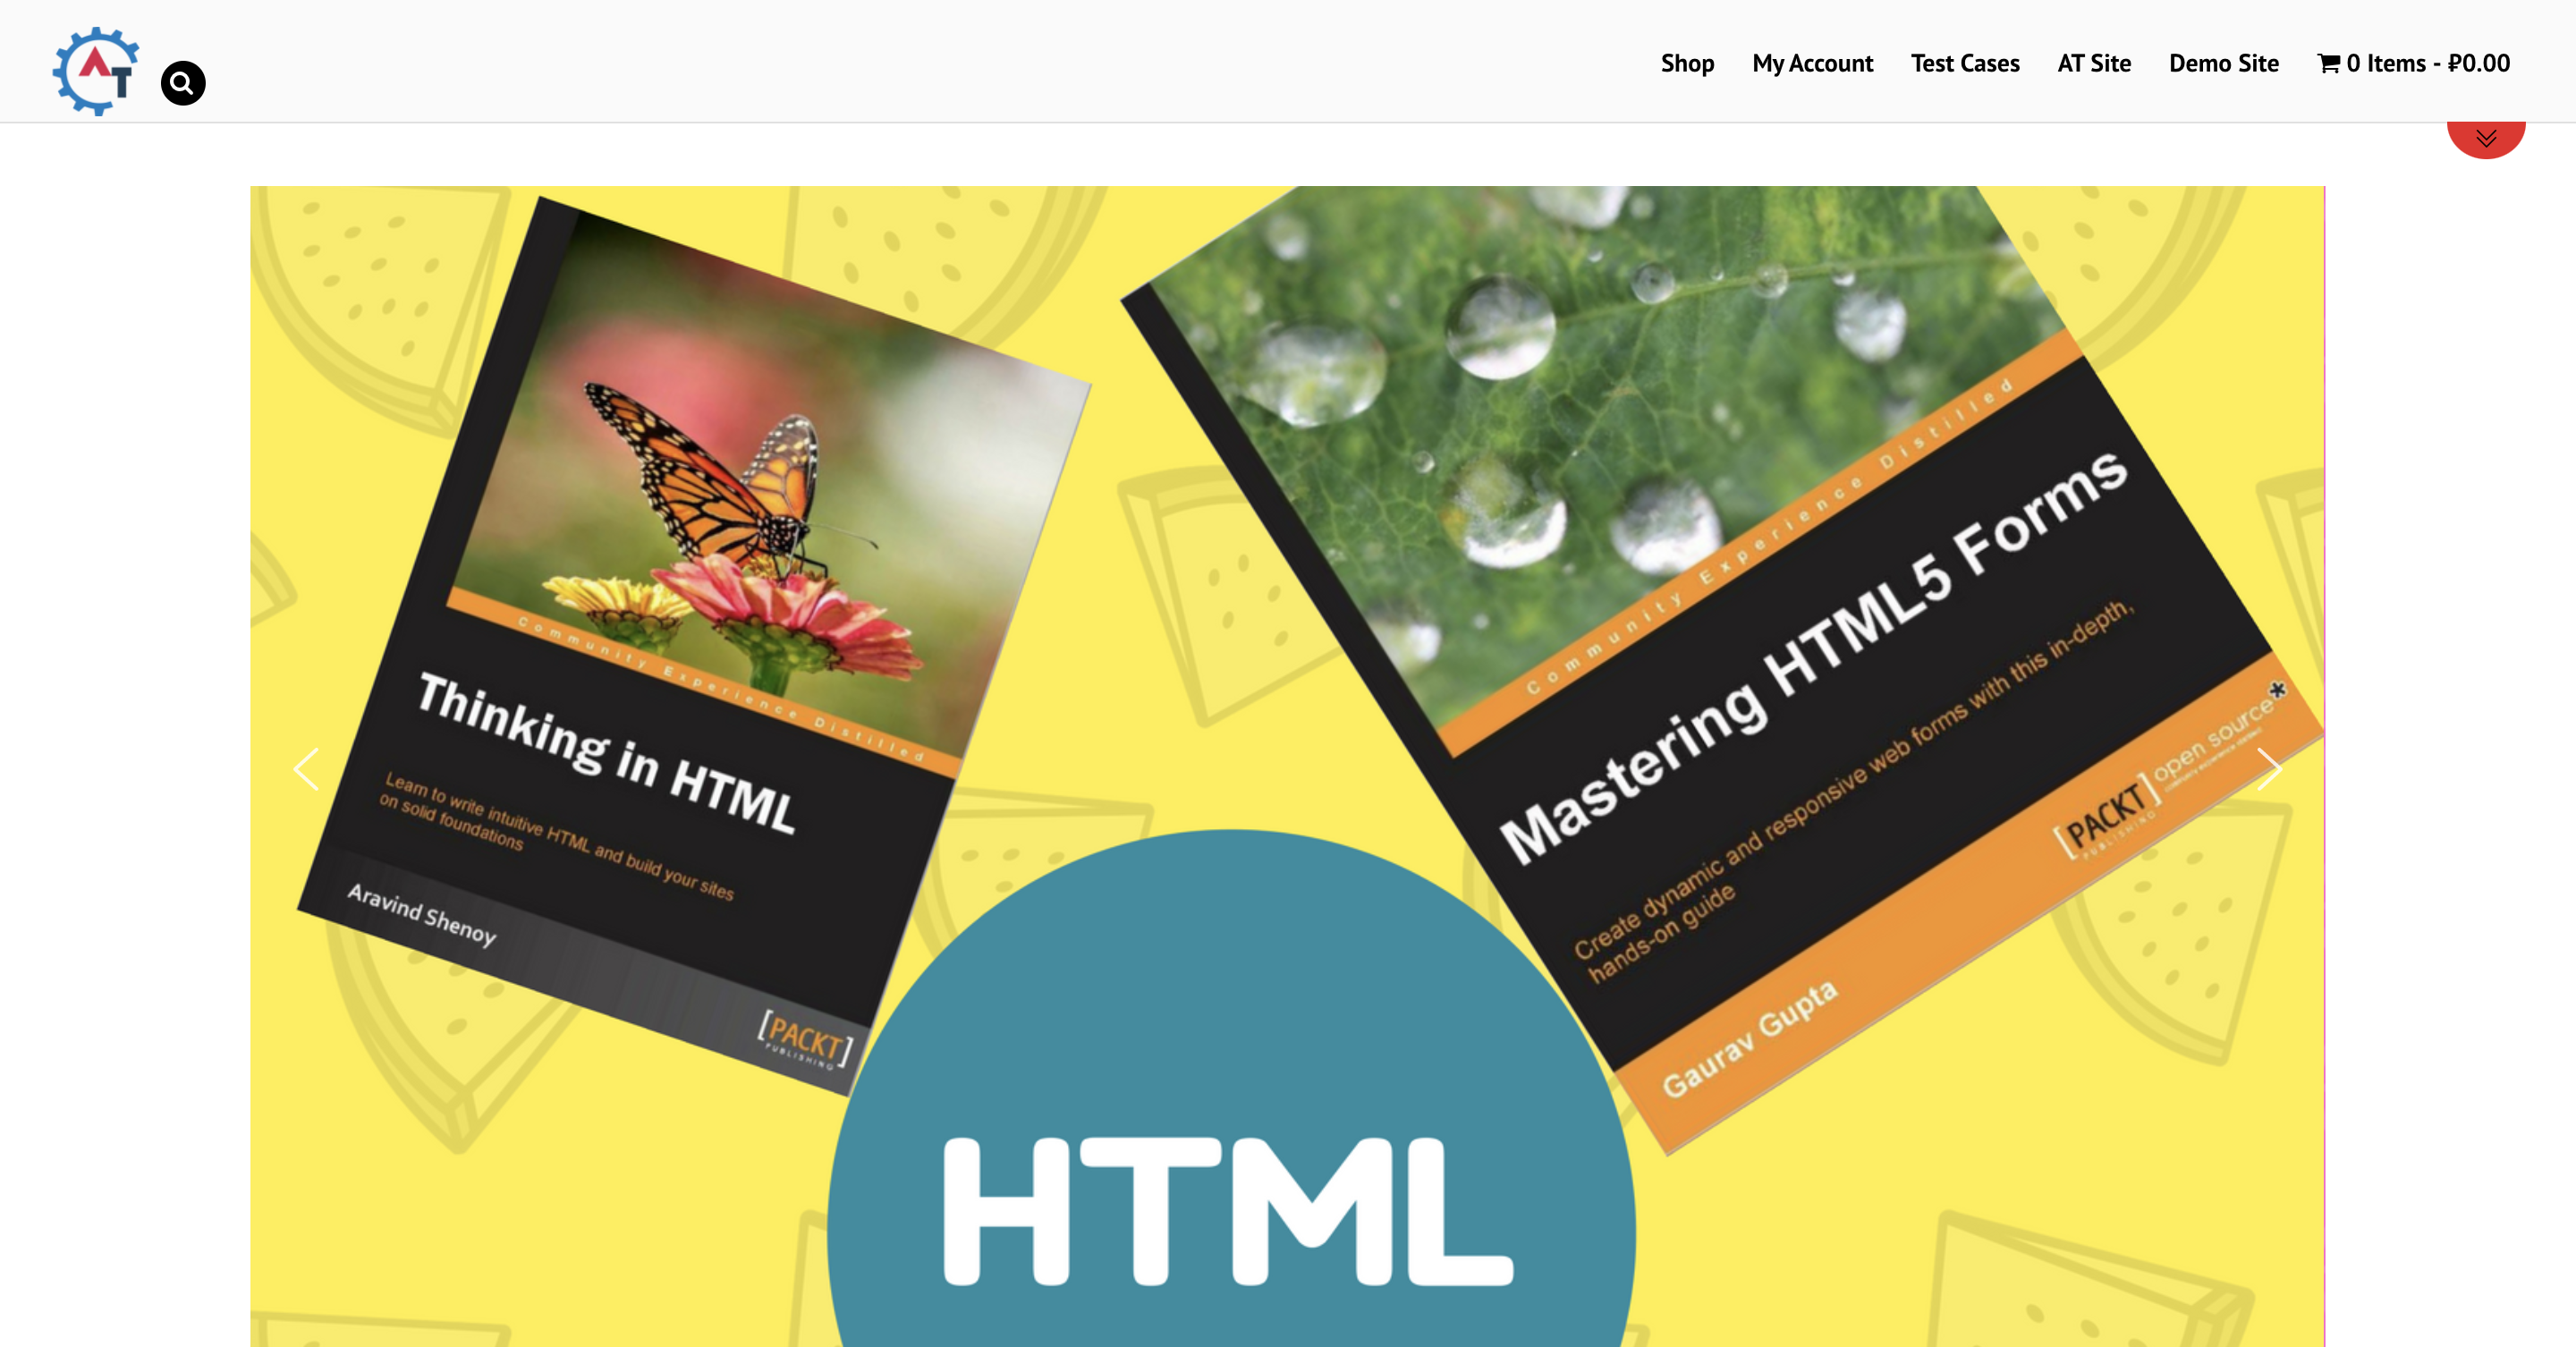 AT
Shop
My Account
Test Cases
AT Site
Demo Site
0 Items - ₽0.00
Community Experience Distilled
Thinking in HTML
Learn to write intuitive HTML and build your sites
on solid foundations
Aravind Shenoy
[PACKT]
PUBLISHING
Community Experience Distilled
Mastering HTML5 Forms
Create dynamic and responsive web forms with this in-depth,
hands-on guide
Gaurav Gupta
[PACKT] open source*
PUBLISHING
HTML